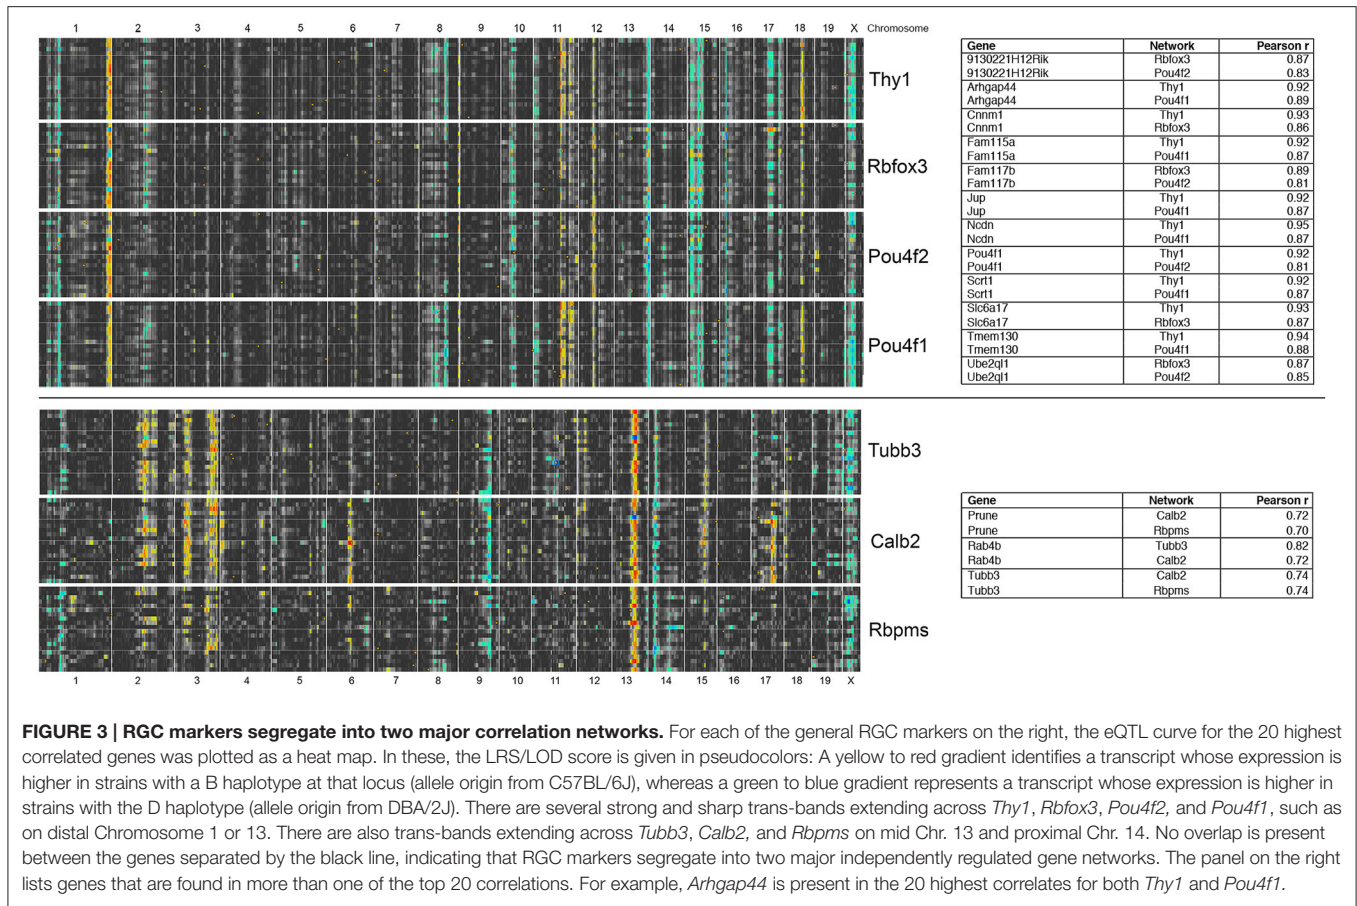 1 2 3 4 5 6 7 8 9 10 11 12 13 14 15 16 17 18 19 X Chromosome
Thy1
Rbfox3
Pou4f2
Pou4f1
Gene Network Pearson r
9130221H12Rik Rbfox3 0.87
9130221H12Rik Pou4f2 0.83
Arhgap44 Thy1 0.92
Arhgap44 Pou4f1 0.89
Cnnm1 Thy1 0.93
Cnnm1 Rbfox3 0.86
Fam115a Thy1 0.92
Fam115a Pou4f1 0.87
Fam117b Rbfox3 0.89
Fam117b Pou4f2 0.81
Jup Thy1 0.92
Jup Pou4f1 0.87
Ncdn Thy1 0.95
Ncdn Pou4f1 0.87
Pou4f1 Thy1 0.92
Pou4f1 Pou4f2 0.81
Scrt1 Thy1 0.92
Scrt1 Pou4f1 0.87
Slc6a17 Thy1 0.93
Slc6a17 Rbfox3 0.87
Tmem130 Thy1 0.94
Tmem130 Pou4f1 0.88
Ube2ql1 Rbfox3 0.87
Ube2ql1 Pou4f2 0.85
Tubb3
Calb2
Rbpms
1 2 3 4 5 6 7 8 9 10 11 12 13 14 15 16 17 18 19 X
Gene Network Pearson r
Prune Calb2 0.72
Prune Rbpms 0.70
Rab4b Tubb3 0.82
Rab4b Calb2 0.72
Tubb3 Calb2 0.74
Tubb3 Rbpms 0.74
FIGURE 3 | RGC markers segregate into two major correlation networks. For each of the general RGC markers on the right, the eQTL curve for the 20 highest
correlated genes was plotted as a heat map. In these, the LRS/LOD score is given in pseudocolors: A yellow to red gradient identifies a transcript whose expression is
higher in strains with a B haplotype at that locus (allele origin from C57BL/6J), whereas a green to blue gradient represents a transcript whose expression is higher in
strains with the D haplotype (allele origin from DBA/2J). There are several strong and sharp trans-bands extending across Thy1, Rbfox3, Pou4f2, and Pou4f1, such as
on distal Chromosome 1 or 13. There are also trans-bands extending across Tubb3, Calb2, and Rbpms on mid Chr. 13 and proximal Chr. 14. No overlap is present
between the genes separated by the black line, indicating that RGC markers segregate into two major independently regulated gene networks. The panel on the right
lists genes that are found in more than one of the top 20 correlations. For example, Arhgap44 is present in the 20 highest correlates for both Thy1 and Pou4f1.